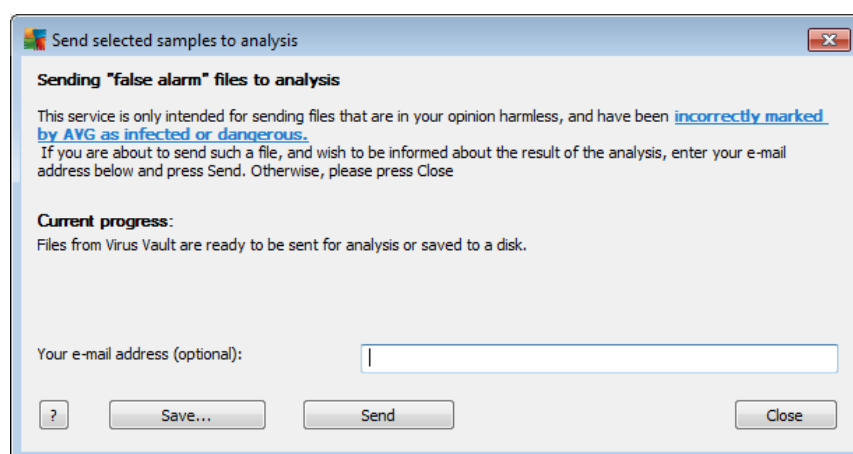 Send selected samples to analysis
Sending "false alarm" files to analysis
This service is only intended for sending files that are in your opinion harmless, and have been incorrectly marked
by AVG as infected or dangerous.
If you are about to send such a file, and wish to be informed about the result of the analysis, enter your e-mail
address below and press Send. Otherwise, please press Close
Current progress:
Files from Virus Vault are ready to be sent for analysis or saved to a disk.
Your e-mail address (optional):
? Save... Send Close